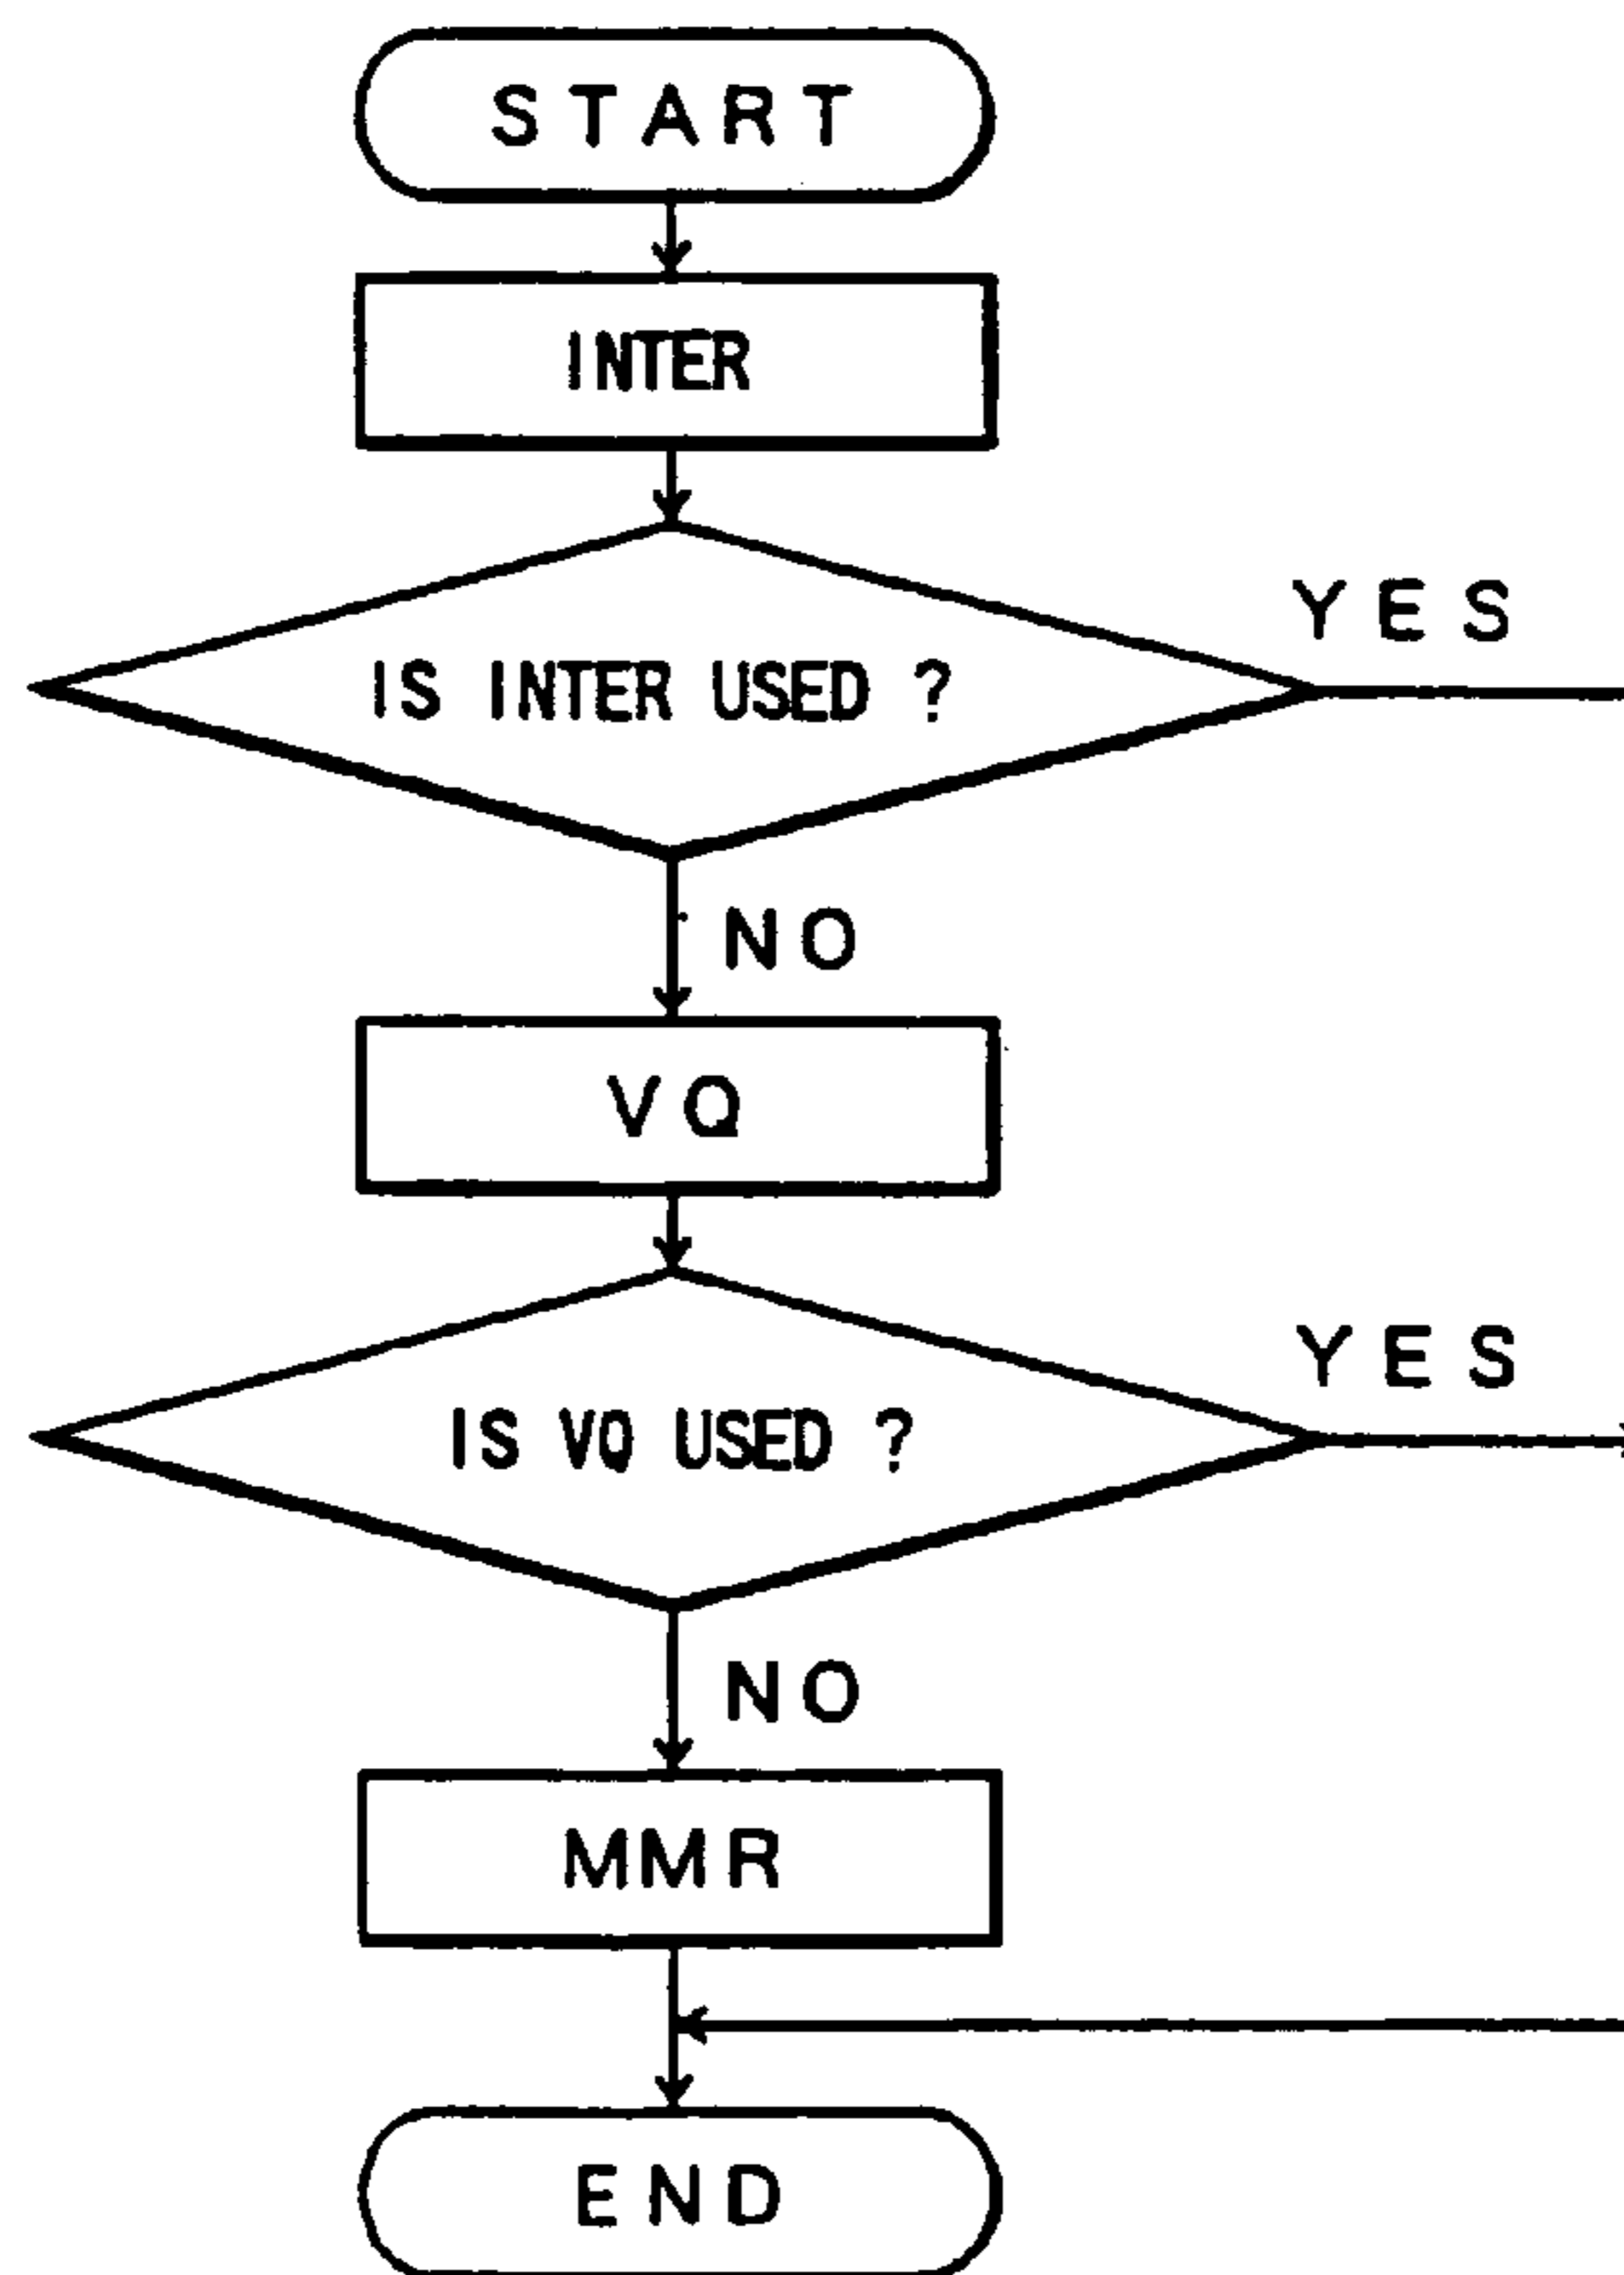 START
INTER
YES
IS INTER USED ?
NO
VQ
YES
IS VQ USED ?
NO
MMR
END